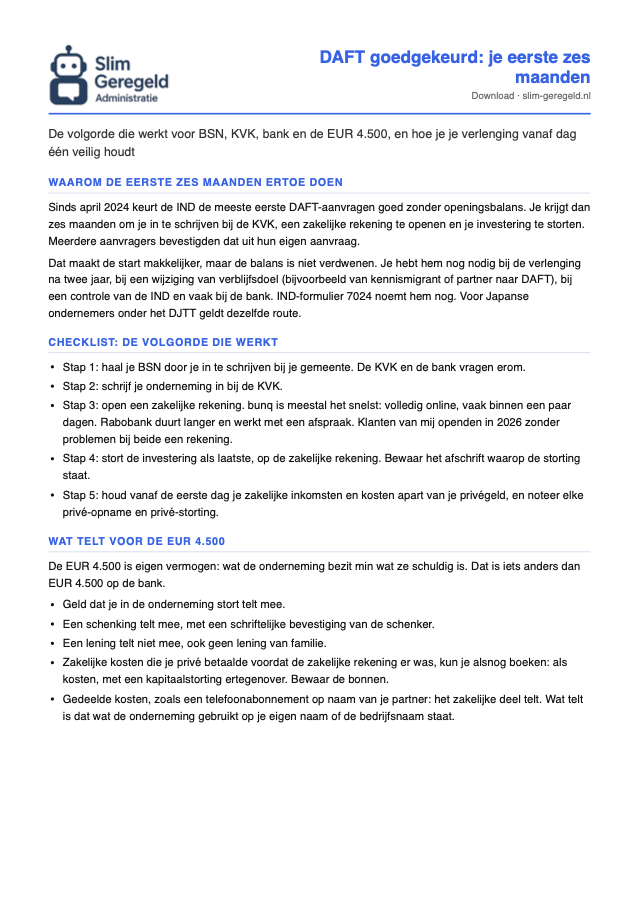 Slim
Geregeld
Administratie
DAFT goedgekeurd: je eerste zes
maanden
Download · slim-geregeld.nl
De volgorde die werkt voor BSN, KVK, bank en de EUR 4.500, en hoe je je verlenging vanaf dag
één veilig houdt
WAAROM DE EERSTE ZES MAANDEN ERTOE DOEN
Sinds april 2024 keurt de IND de meeste eerste DAFT-aanvragen goed zonder openingsbalans. Je krijgt dan
zes maanden om je in te schrijven bij de KVK, een zakelijke rekening te openen en je investering te storten.
Meerdere aanvragers bevestigden dat uit hun eigen aanvraag.
Dat maakt de start makkelijker, maar de balans is niet verdwenen. Je hebt hem nog nodig bij de verlenging
na twee jaar, bij een wijziging van verblijfsdoel (bijvoorbeeld van kennismigrant of partner naar DAFT), bij
een controle van de IND en vaak bij de bank. IND-formulier 7024 noemt hem nog. Voor Japanse
ondernemers onder het DJTT geldt dezelfde route.
CHECKLIST: DE VOLGORDE DIE WERKT
• Stap 1: haal je BSN door je in te schrijven bij je gemeente. De KVK en de bank vragen erom.
• Stap 2: schrijf je onderneming in bij de KVK.
• Stap 3: open een zakelijke rekening. bunq is meestal het snelst: volledig online, vaak binnen een paar
dagen. Rabobank duurt langer en werkt met een afspraak. Klanten van mij openden in 2026 zonder
problemen bij beide een rekening.
• Stap 4: stort de investering als laatste, op de zakelijke rekening. Bewaar het afschrift waarop de storting
staat.
• Stap 5: houd vanaf de eerste dag je zakelijke inkomsten en kosten apart van je privégeld, en noteer elke
privé-opname en privé-storting.
WAT TELT VOOR DE EUR 4.500
De EUR 4.500 is eigen vermogen: wat de onderneming bezit min wat ze schuldig is. Dat is iets anders dan
EUR 4.500 op de bank.
• Geld dat je in de onderneming stort telt mee.
• Een schenking telt mee, met een schriftelijke bevestiging van de schenker.
• Een lening telt niet mee, ook geen lening van familie.
• Zakelijke kosten die je privé betaalde voordat de zakelijke rekening er was, kun je alsnog boeken: als
kosten, met een kapitaalstorting ertegenover. Bewaar de bonnen.
• Gedeelde kosten, zoals een telefoonabonnement op naam van je partner: het zakelijke deel telt. Wat telt
is dat wat de onderneming gebruikt op je eigen naam of de bedrijfsnaam staat.